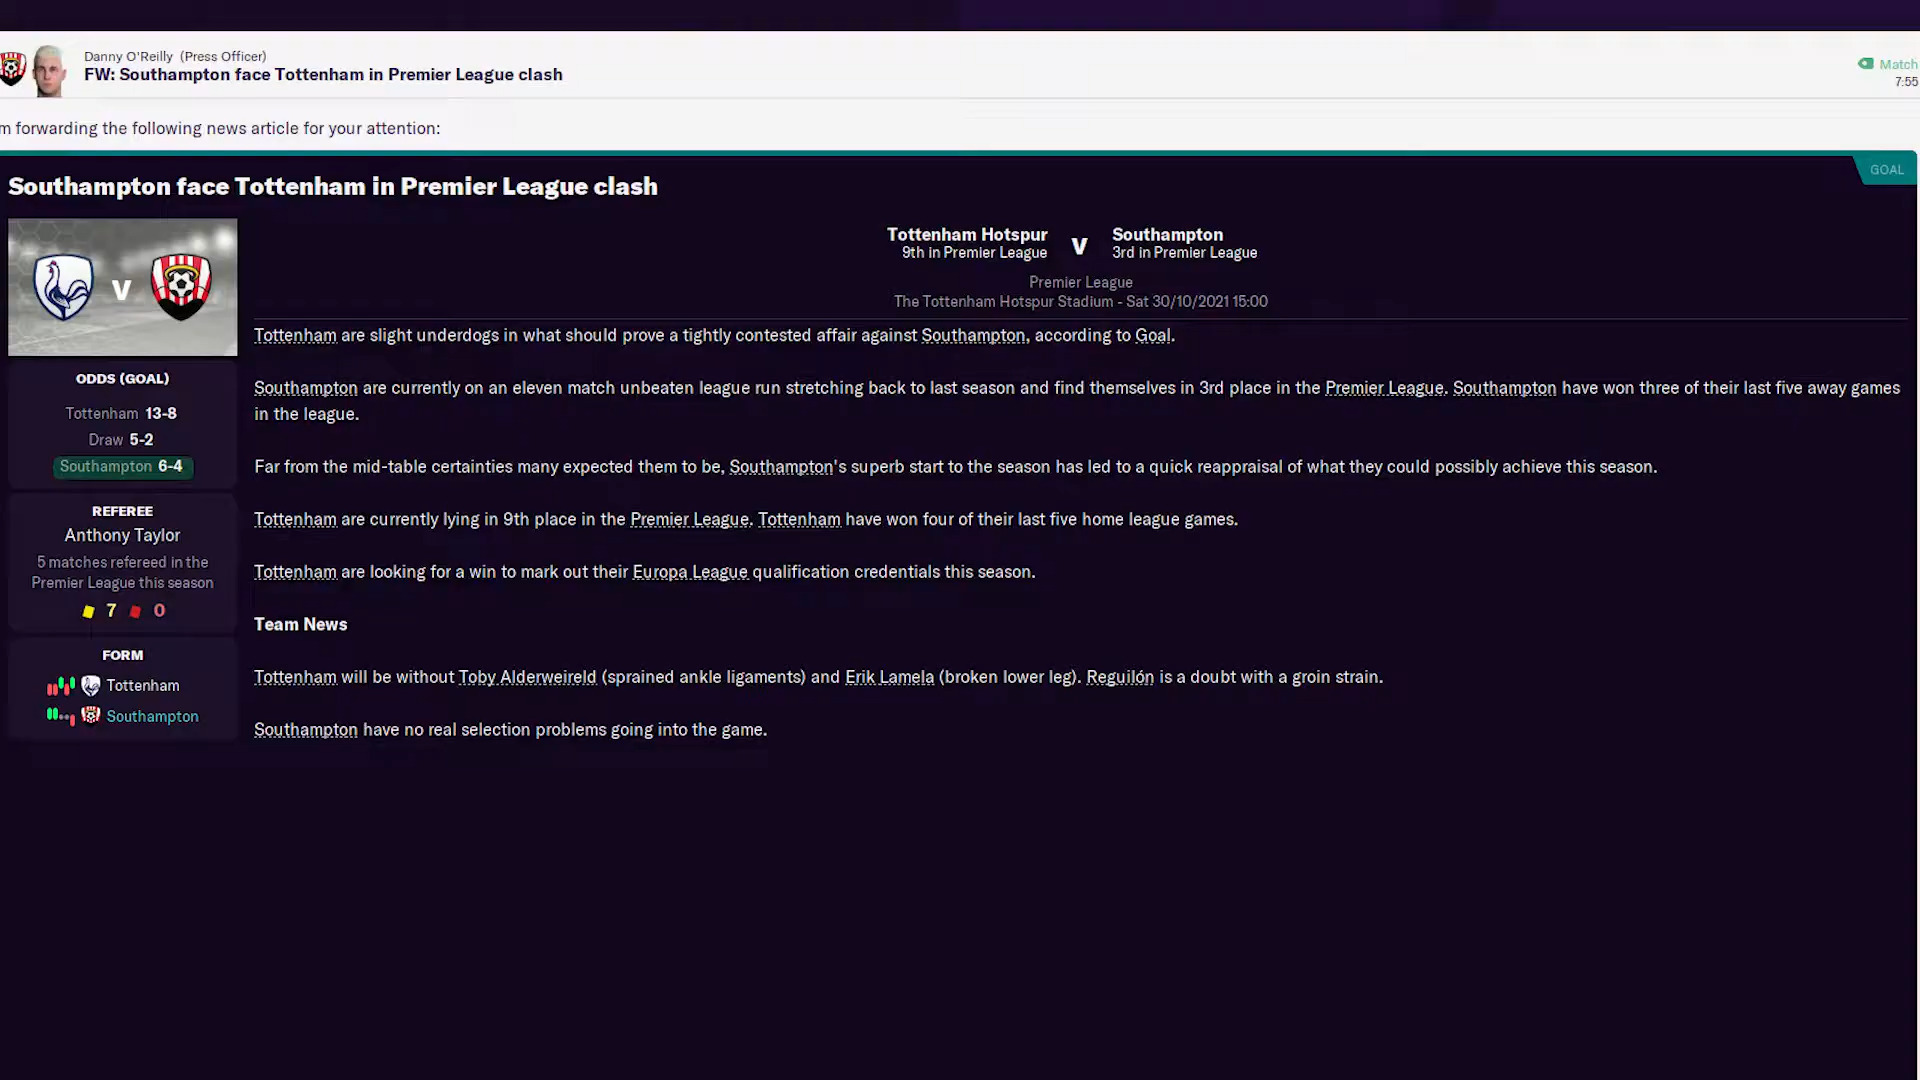 Danny O'Reilly (Press Officer)
FW: Southampton face Tottenham in Premier League clash
Match
7:55
m forwarding the following news article for your attention:
GOAL
Southampton face Tottenham in Premier League clash
V
Tottenham Hotspur
9th in Premier League
V
Southampton
3rd in Premier League
Premier League
The Tottenham Hotspur Stadium - Sat 30/10/2021 15:00
ODDS (GOAL)
Tottenham 13-8
Draw 5-2
Southampton 6-4
REFEREE
Anthony Taylor
5 matches refereed in the
Premier League this season
7 0
FORM
Tottenham
Southampton
Tottenham are slight underdogs in what should prove a tightly contested affair against Southampton, according to Goal.
Southampton are currently on an eleven match unbeaten league run stretching back to last season and find themselves in 3rd place in the Premier League. Southampton have won three of their last five away games
in the league.
Far from the mid-table certainties many expected them to be, Southampton's superb start to the season has led to a quick reappraisal of what they could possibly achieve this season.
Tottenham are currently lying in 9th place in the Premier League. Tottenham have won four of their last five home league games.
Tottenham are looking for a win to mark out their Europa League qualification credentials this season.
Team News
Tottenham will be without Toby Alderweireld (sprained ankle ligaments) and Erik Lamela (broken lower leg). Reguilón is a doubt with a groin strain.
Southampton have no real selection problems going into the game.